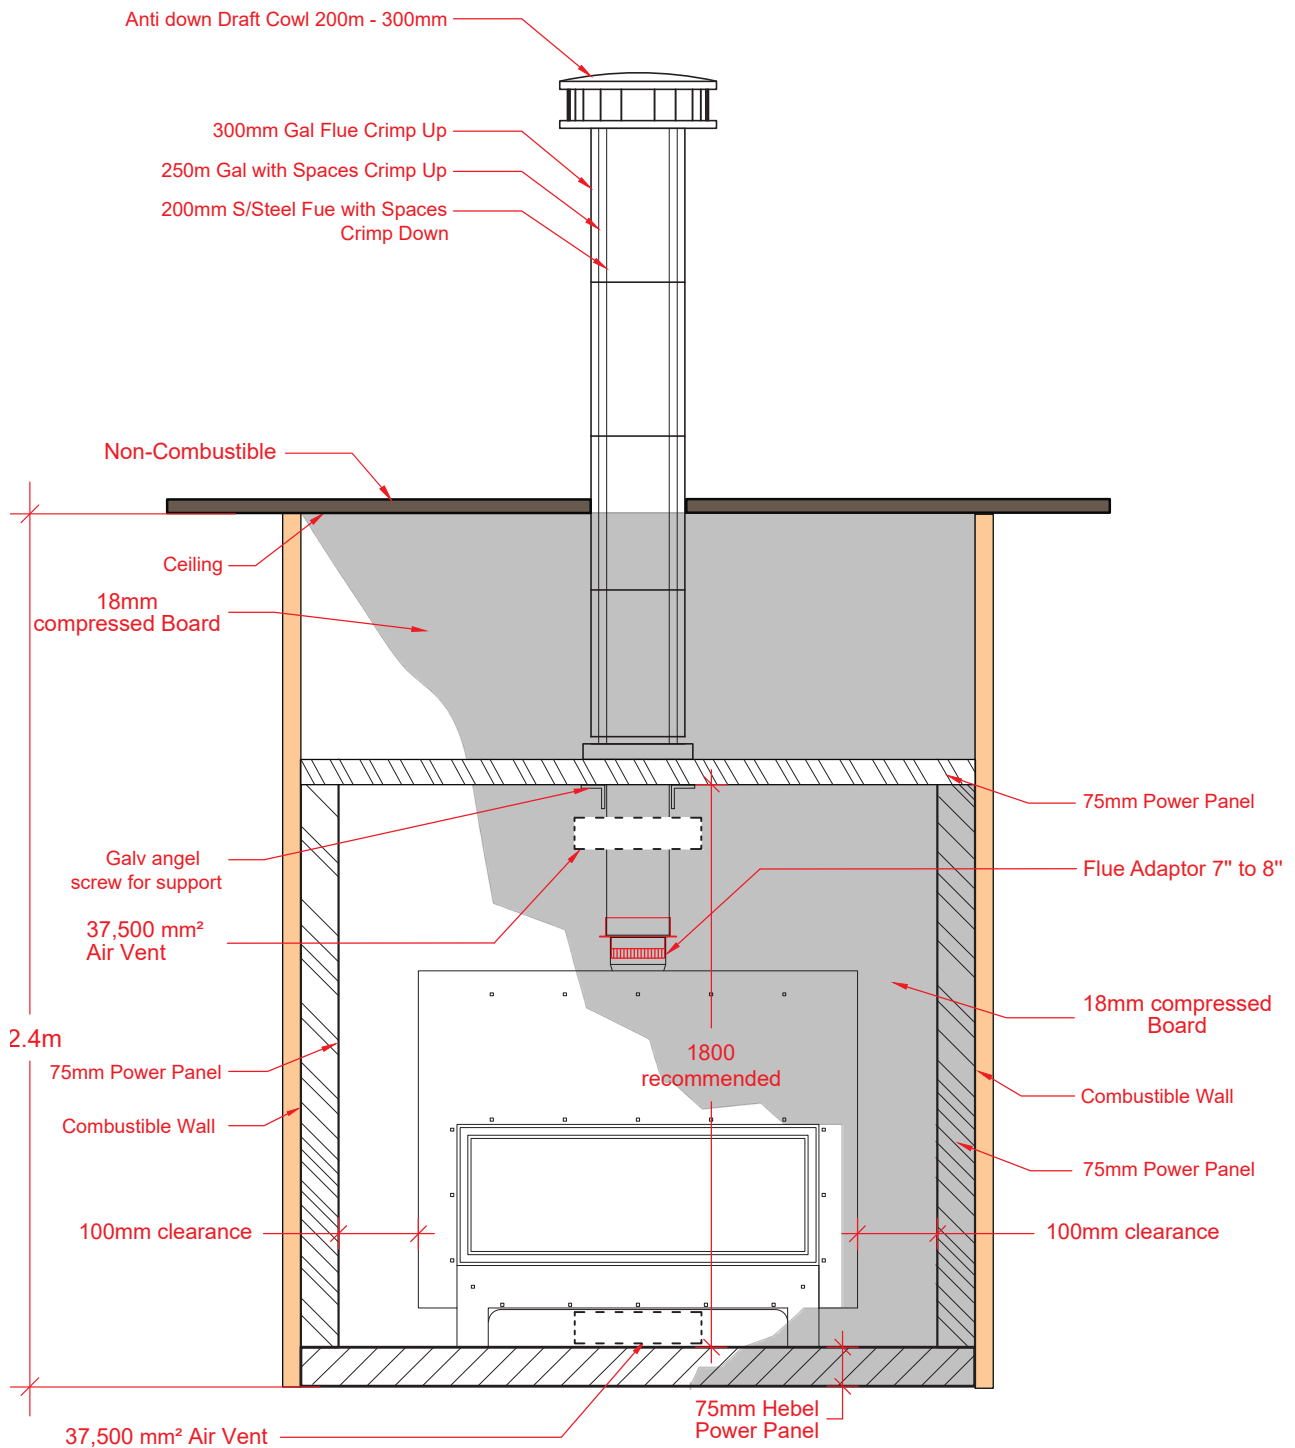 Anti down Draft Cowl 200m - 300mm
300mm Gal Flue Crimp Up
250m Gal with Spaces Crimp Up
200mm S/Steel Fue with Spaces
Crimp Down
Non-Combustible
Ceiling
18mm
compressed Board
75mm Power Panel
Galv angel
screw for support
Flue Adaptor 7" to 8"
37,500 mm²
Air Vent
18mm compressed
Board
2.4m
1800
recommended
75mm Power Panel
Combustible Wall
Combustible Wall
75mm Power Panel
100mm clearance
100mm clearance
75mm Hebel
Power Panel
37,500 mm² Air Vent